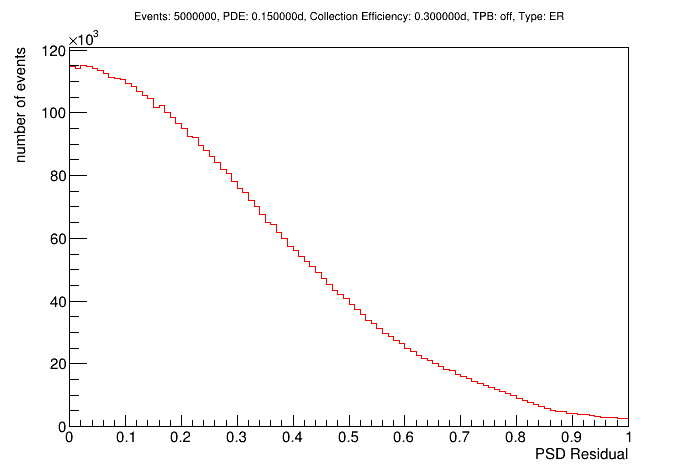 Events: 5000000, PDE: 0.150000d, Collection Efficiency: 0.300000d, TPB: off, Type: ER
×10³
number of events
120
100
80
60
40
20
0
0 0.1 0.2 0.3 0.4 0.5 0.6 0.7 0.8 0.9 1
PSD Residual